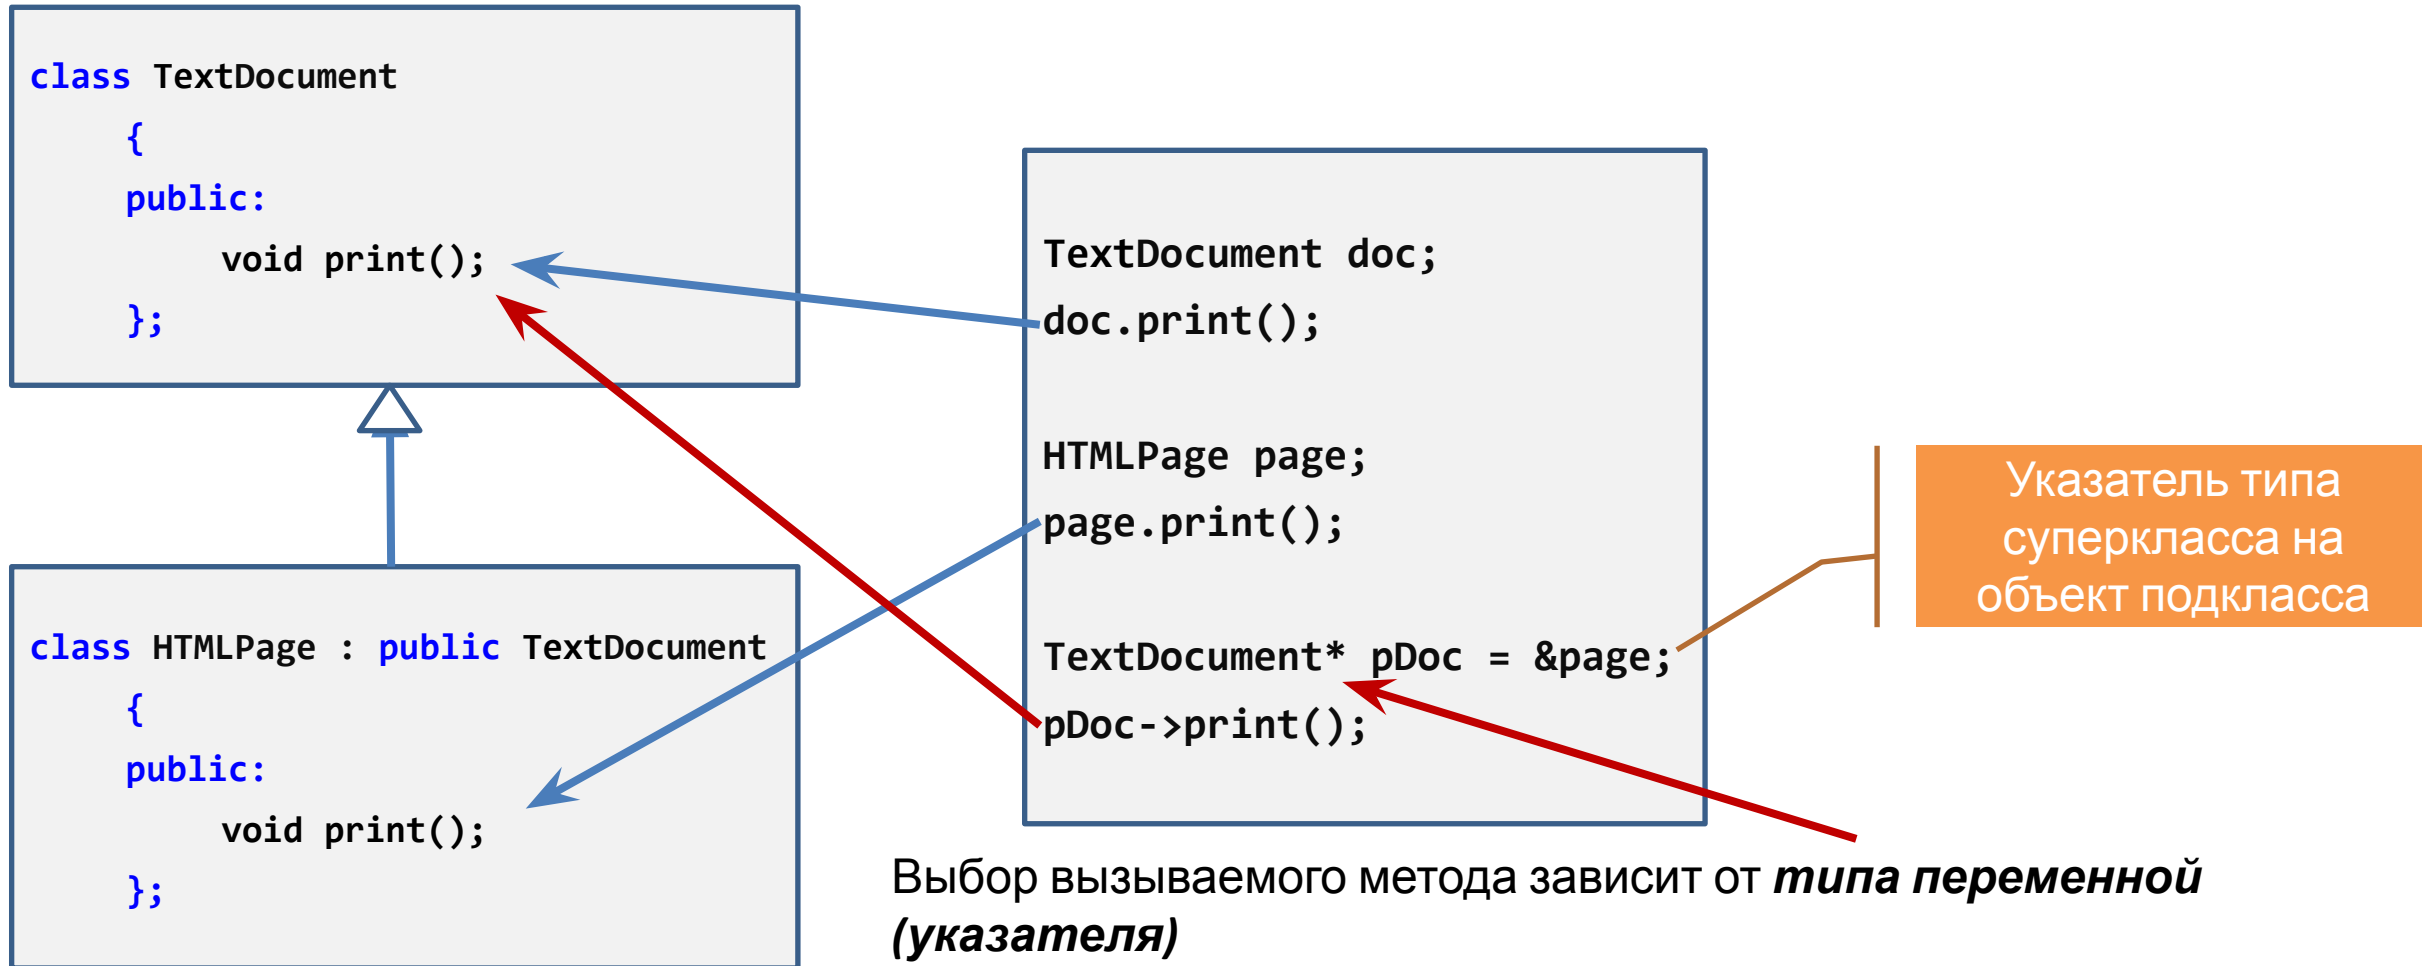 class TextDocument
{
public:
void print();
};
class HTMLPage : public TextDocument
{
public:
void print();
};
TextDocument doc;
doc.print();
HTMLPage page;
page.print();
TextDocument* pDoc = &page;
pDoc->print();
Указатель типа
суперкласса на
объект подкласса
Выбор вызываемого метода зависит от типа переменной
(указателя)